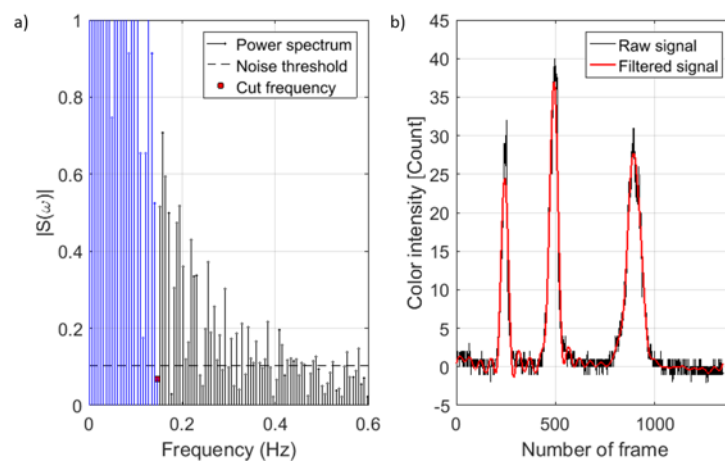 a)
1
0.8
0.6
0.4
0.2
0
|S(ω)|
Power spectrum
Noise threshold
Cut frequency
0 0.2 0.4 0.6
Frequency (Hz)
b)
45
40
35
30
25
20
15
10
5
0
-5
Color intensity [Count]
Raw signal
Filtered signal
0 500 1000
Number of frame